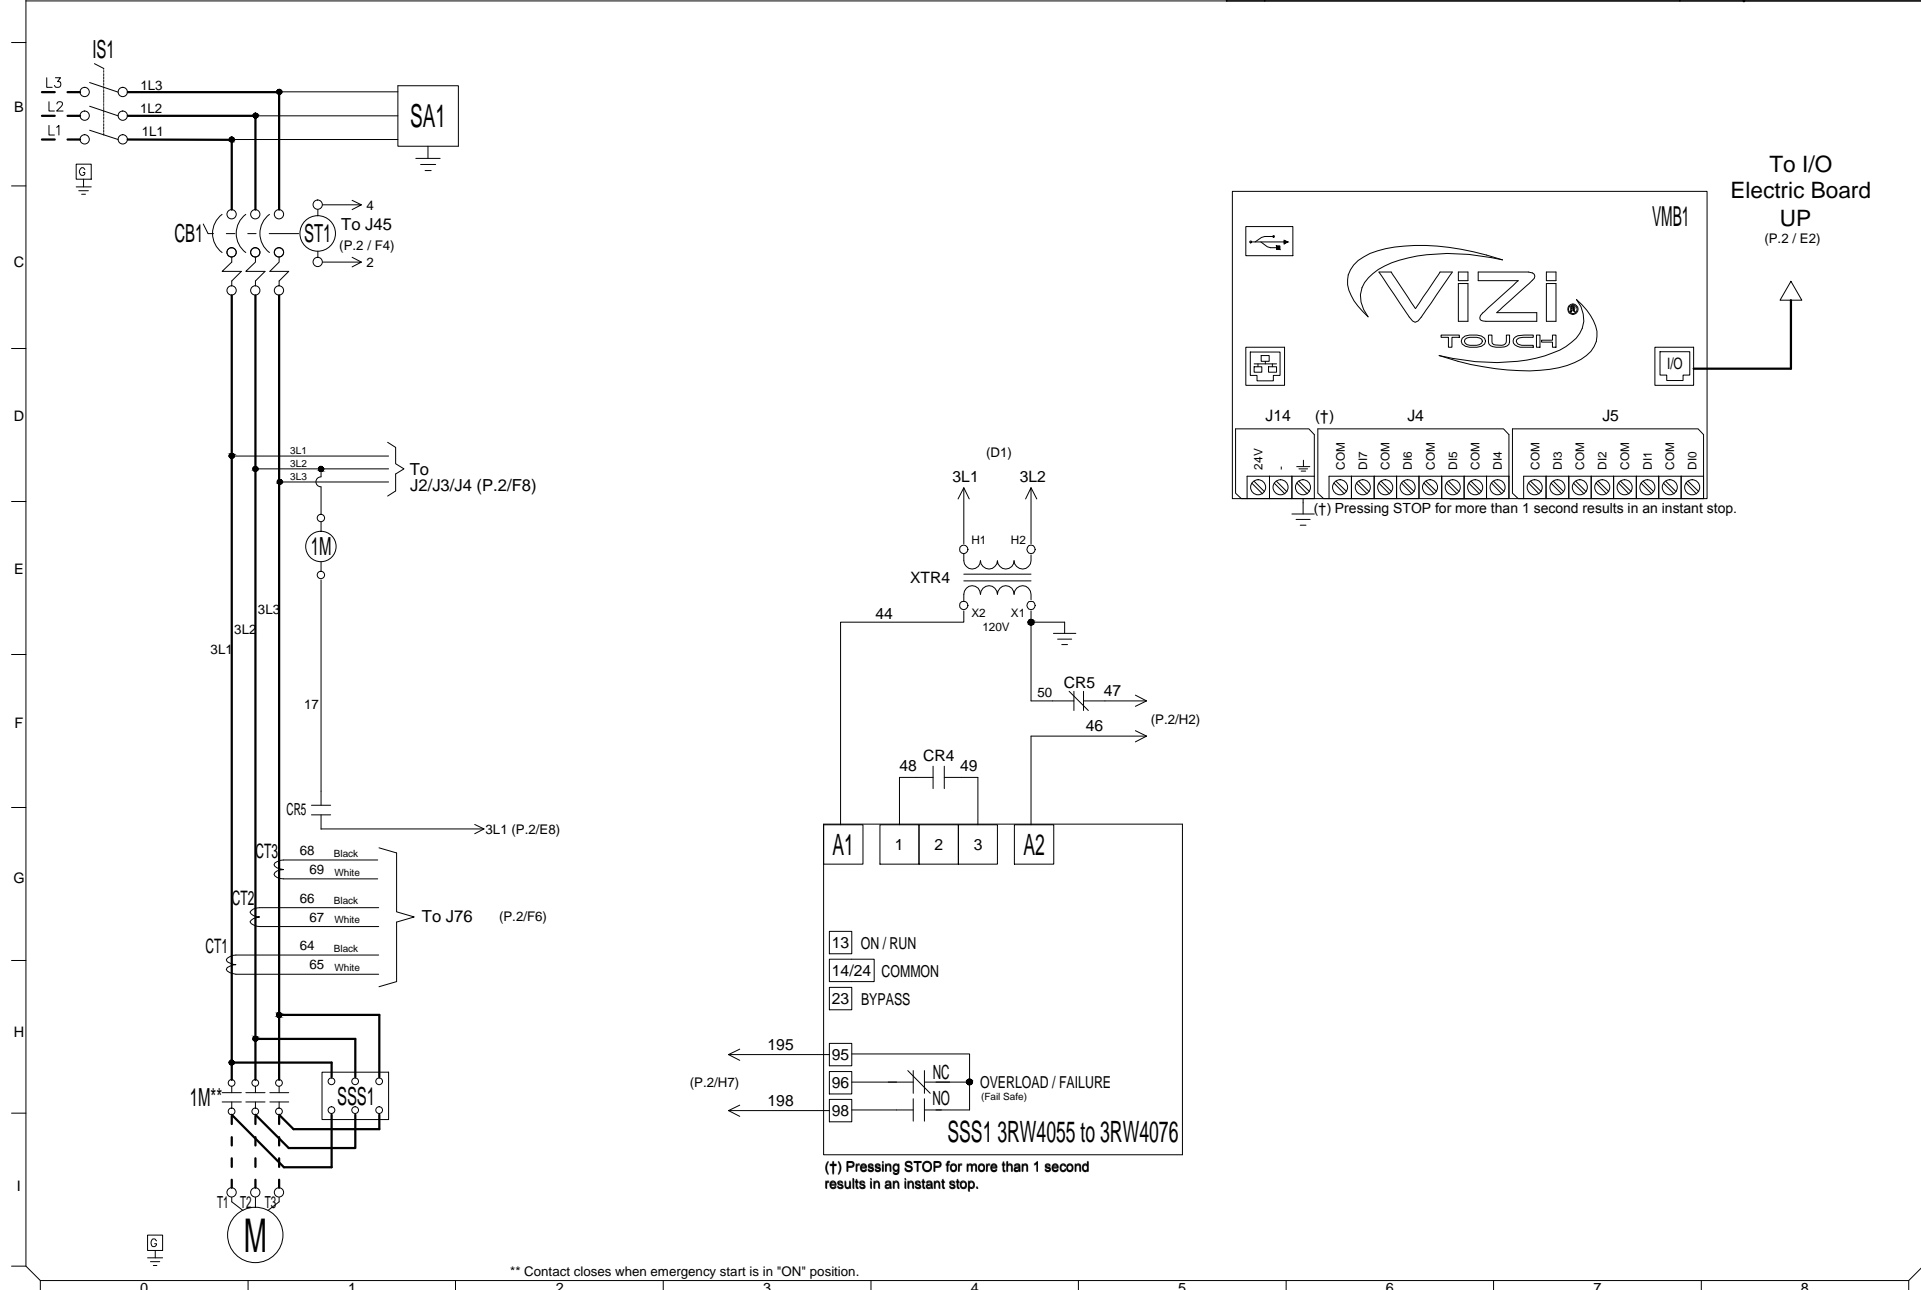 IS1
L3
1L3
L2
1L2
L1
1L1
B
SA1
G
4
To J45
CB1
ST1
(P.2 / F4)
C
2
To I/O
Electric Board
UP
(P.2 / E2)
VMB1
ViZi
®
TOUCH
I/O
D
J14
(†)
J4
J5
24V
-
COM
DI7
COM
DI6
COM
DI5
COM
DI4
COM
DI3
COM
DI2
COM
DI1
COM
DI0
(†) Pressing STOP for more than 1 second results in an instant stop.
3L1
3L2
3L3
To
J2/J3/J4 (P.2/F8)
(D1)
3L1
3L2
1M
E
H1
H2
XTR4
X2
X1
120V
44
3L3
3L2
3L1
17
F
CR5
50
47
46
(P.2/H2)
CR4
48
49
CR5
3L1 (P.2/E8)
A1
1
2
3
A2
CT3
68
Black
69
White
G
CT2
66
Black
67
White
To J76
(P.2/F6)
CT1
64
Black
65
White
13
ON / RUN
14/24
COMMON
23
BYPASS
H
195
95
(P.2/H7)
96
NC
OVERLOAD / FAILURE
(Fail Safe)
198
98
NO
SSS1 3RW4055 to 3RW4076
(†) Pressing STOP for more than 1 second
results in an instant stop.
1M**
SSS1
I
T1
T2
T3
M
G
** Contact closes when emergency start is in "ON" position.
0
1
2
3
4
5
6
7
8